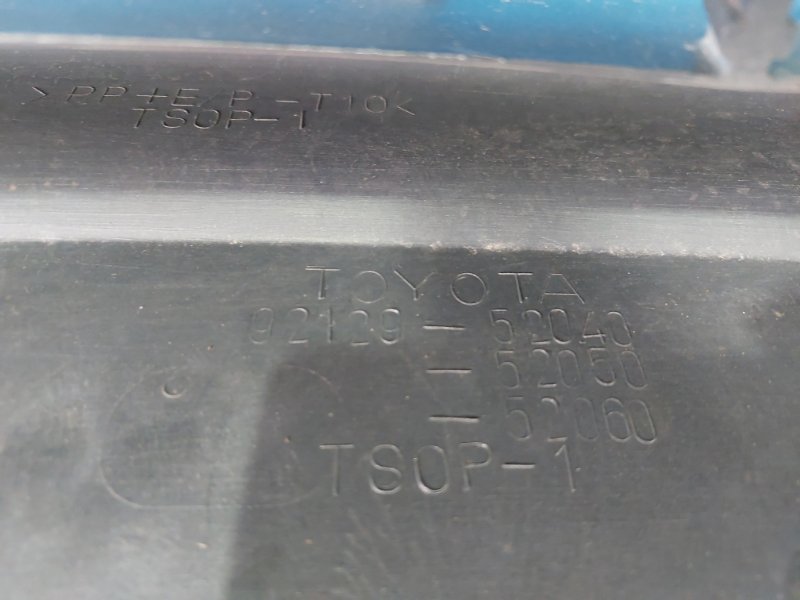 >PP+E/P-T10<
TSOP-1
TOYOTA
92129-52040
-52050
-52060
TSOP-1